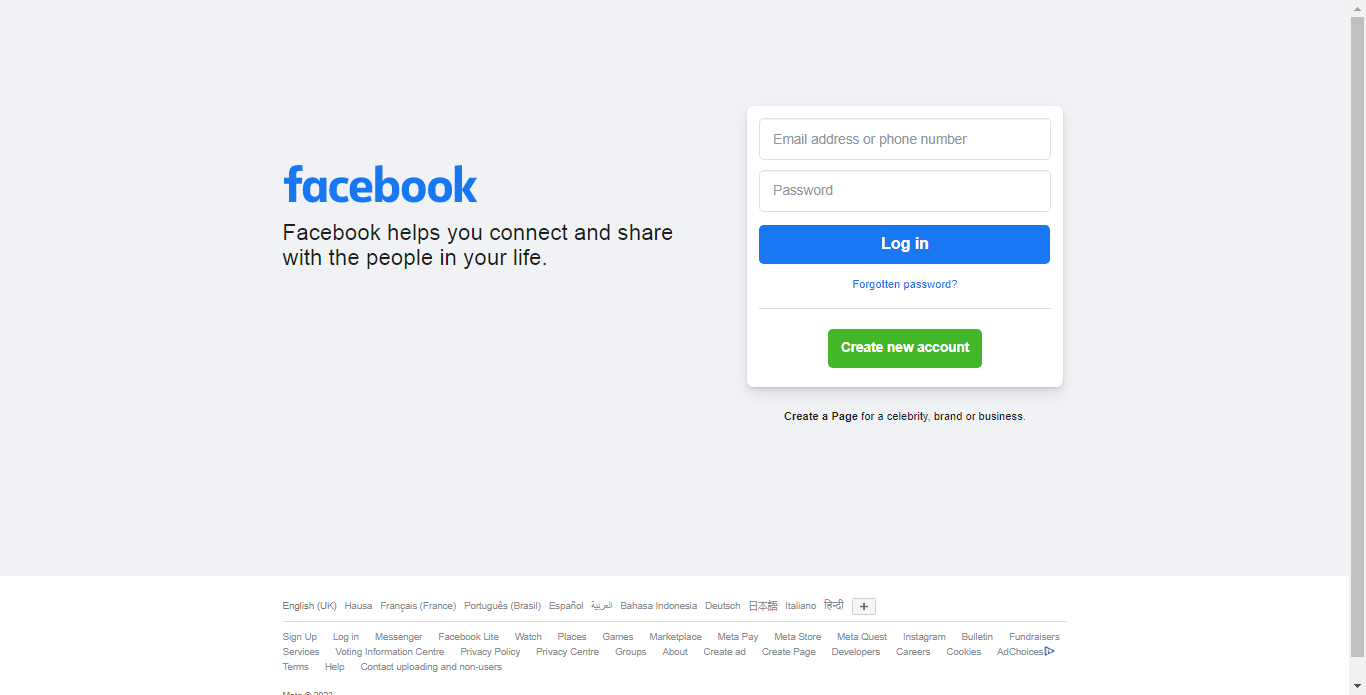 facebook
Facebook helps you connect and share
with the people in your life.
Email address or phone number
Password
Log in
Forgotten password?
Create new account
Create a Page for a celebrity, brand or business.
English (UK) Hausa Français (France) Português (Brasil) Español العربية Bahasa Indonesia Deutsch 日本語 Italiano हिन्दी +
Sign Up Log in Messenger Facebook Lite Watch Places Games Marketplace Meta Pay Meta Store Meta Quest Instagram Bulletin Fundraisers
Services Voting Information Centre Privacy Policy Privacy Centre Groups About Create ad Create Page Developers Careers Cookies AdChoices
Terms Help Contact uploading and non-users
Meta © 2022